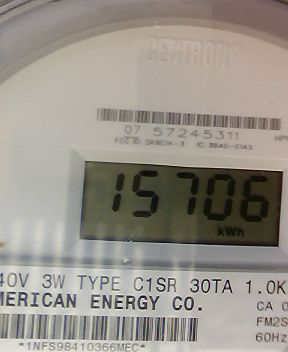 CENTRON
07 57245311
15706
kWh
40V 3W TYPE C1SR 30TA 1.0K
MERICAN ENERGY CO.
CA 0
FM2S
60Hz
*1NFS98410366MEC*